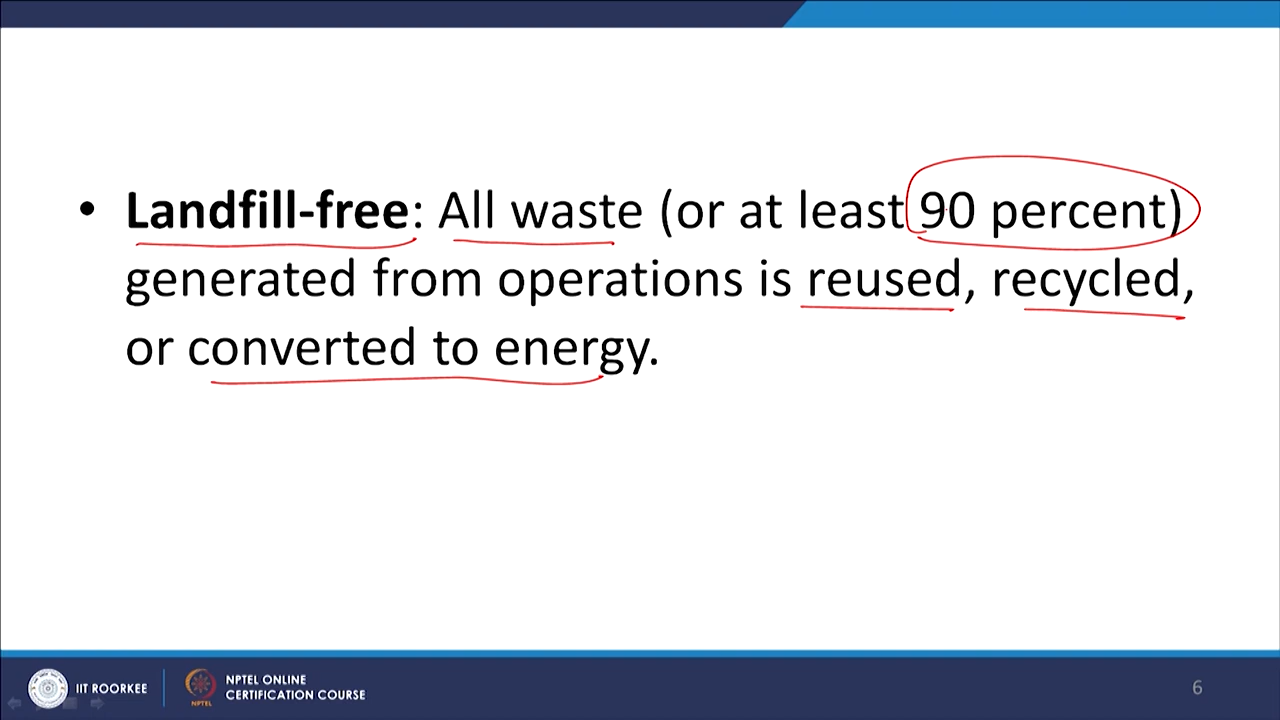 • Landfill-free: All waste (or at least 90 percent)
generated from operations is reused, recycled,
or converted to energy.
IIT ROORKEE
NPTEL
NPTEL ONLINE
CERTIFICATION COURSE
6